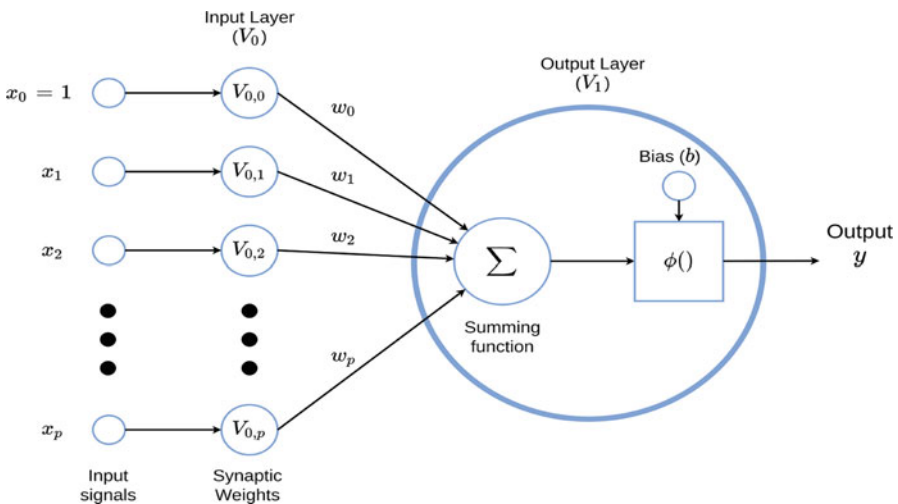 Input Layer
(V₀)
x₀ = 1
V₀,₀
w₀
Output Layer
(V₁)
x₁
V₀,₁
w₁
Bias (b)
x₂
V₀,₂
w₂
∑
ϕ()
Output
y
Summing
function
wₚ
xₚ
V₀,ₚ
Input
signals
Synaptic
Weights